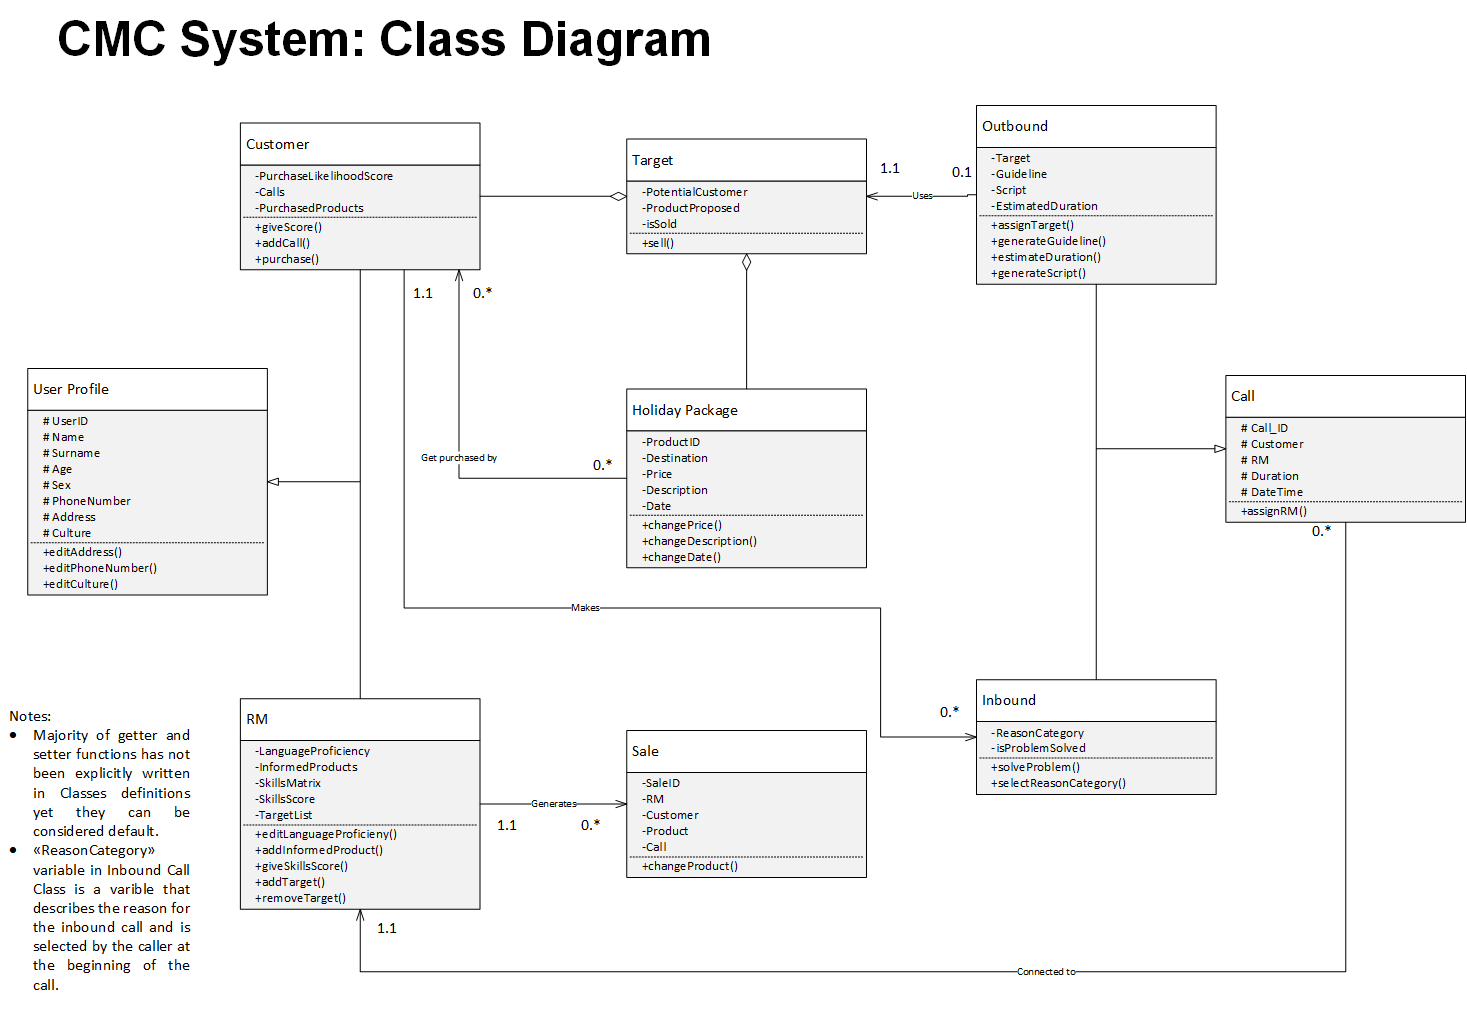 CMC System: Class Diagram
Customer
-PurchaseLikelihoodScore
-Calls
-PurchasedProducts
+giveScore()
+addCall()
+purchase()
Target
-PotentialCustomer
-ProductProposed
-isSold
+sell()
1.1
0.1
Uses
Outbound
-Target
-Guideline
-Script
-EstimatedDuration
+assignTarget()
+generateGuideline()
+estimateDuration()
+generateScript()
1.1
0.*
User Profile
# UserID
# Name
# Surname
# Age
# Sex
# PhoneNumber
# Address
# Culture
+editAddress()
+editPhoneNumber()
+editCulture()
Get purchased by
0.*
Holiday Package
-ProductID
-Destination
-Price
-Description
-Date
+changePrice()
+changeDescription()
+changeDate()
Call
# Call_ID
# Customer
# RM
# Duration
# DateTime
+assignRM()
0.*
Makes
0.*
Inbound
-ReasonCategory
-isProblemSolved
+solveProblem()
+selectReasonCategory()
Notes:
• Majority of getter and
setter functions has not
been explicitly written
in Classes definitions
yet they can be
considered default.
• «ReasonCategory»
variable in Inbound Call
Class is a varible that
describes the reason for
the inbound call and is
selected by the caller at
the beginning of the
call.
RM
-LanguageProficiency
-InformedProducts
-SkillsMatrix
-SkillsScore
-TargetList
+editLanguageProficieny()
+addInformedProduct()
+giveSkillsScore()
+addTarget()
+removeTarget()
Generates
1.1
0.*
Sale
-SaleID
-RM
-Customer
-Product
-Call
+changeProduct()
1.1
Connected to